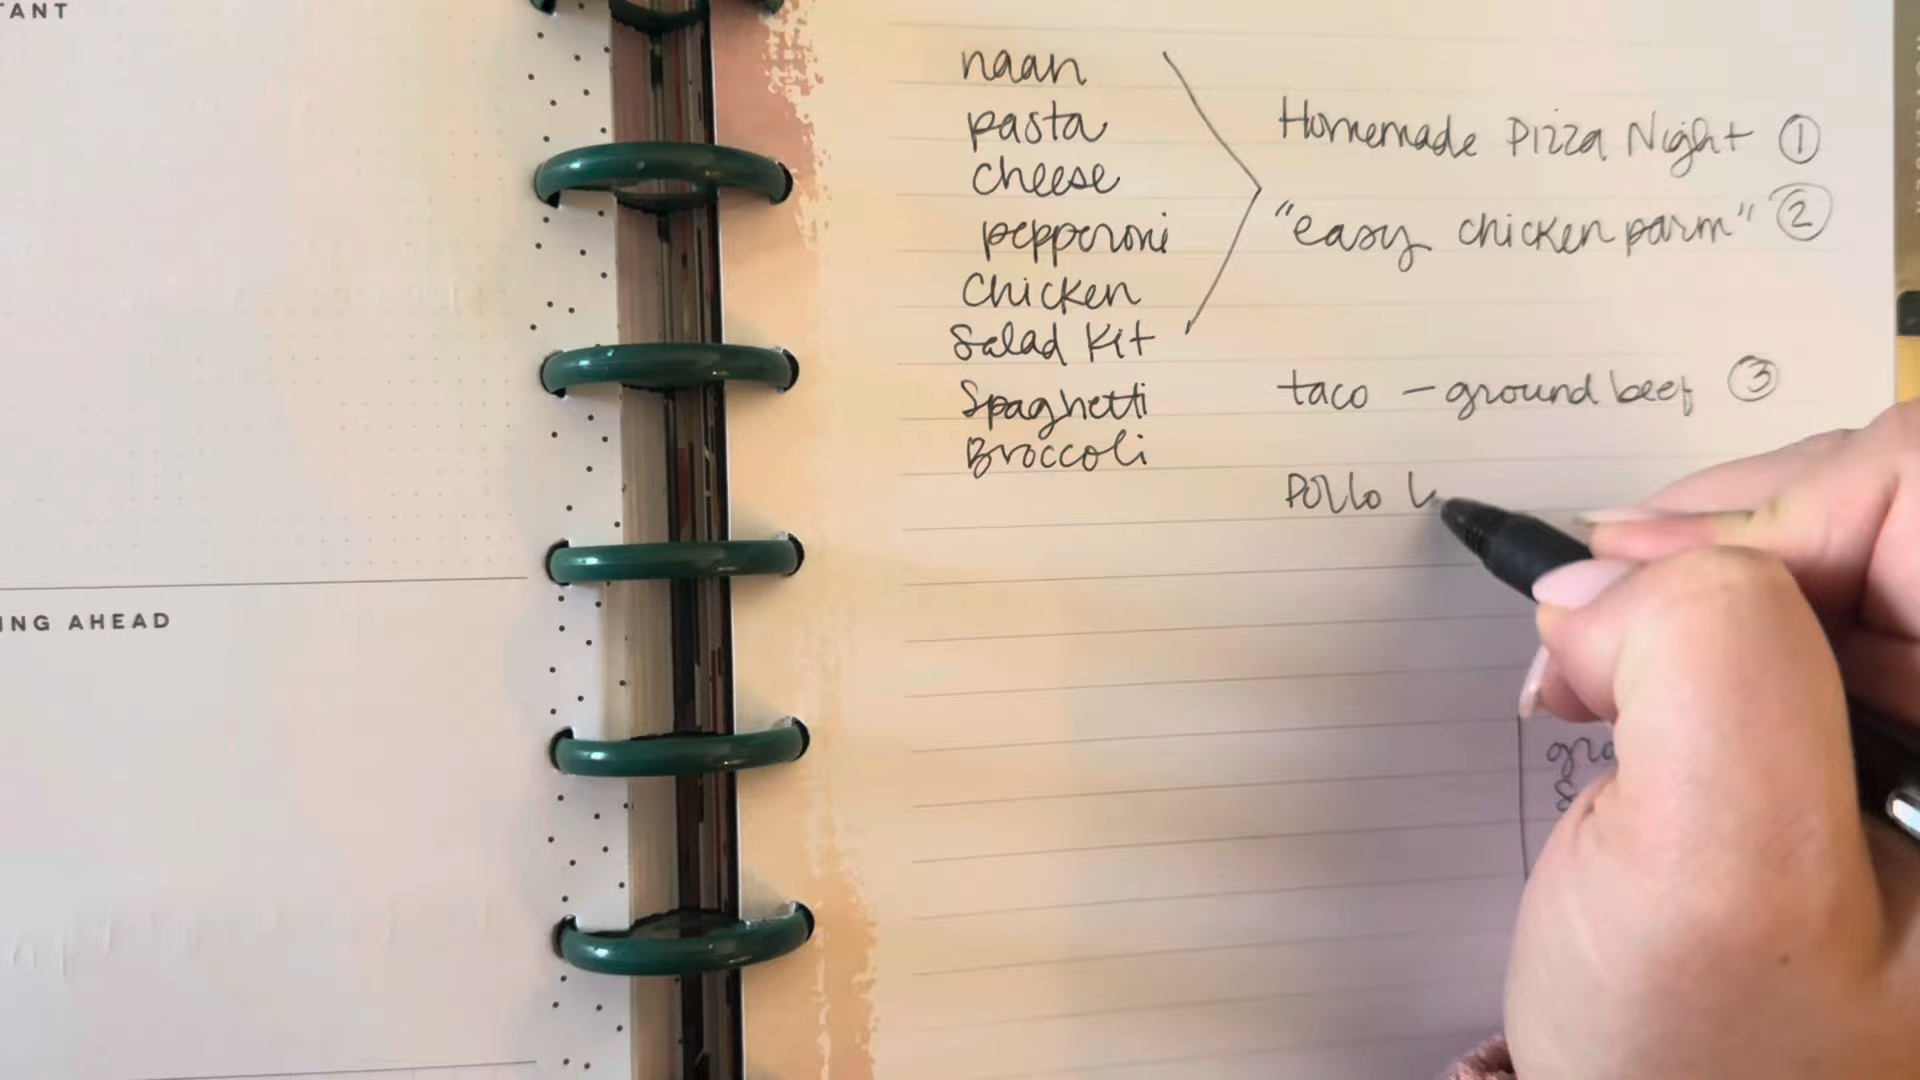 TANT
ING AHEAD
naan
pasta
cheese
pepperoni
Chicken
Salad Kit
Spaghetti
Broccoli
Homemade Pizza Night ①
"easy chicken parm" ②
taco – ground beef ③
Pollo